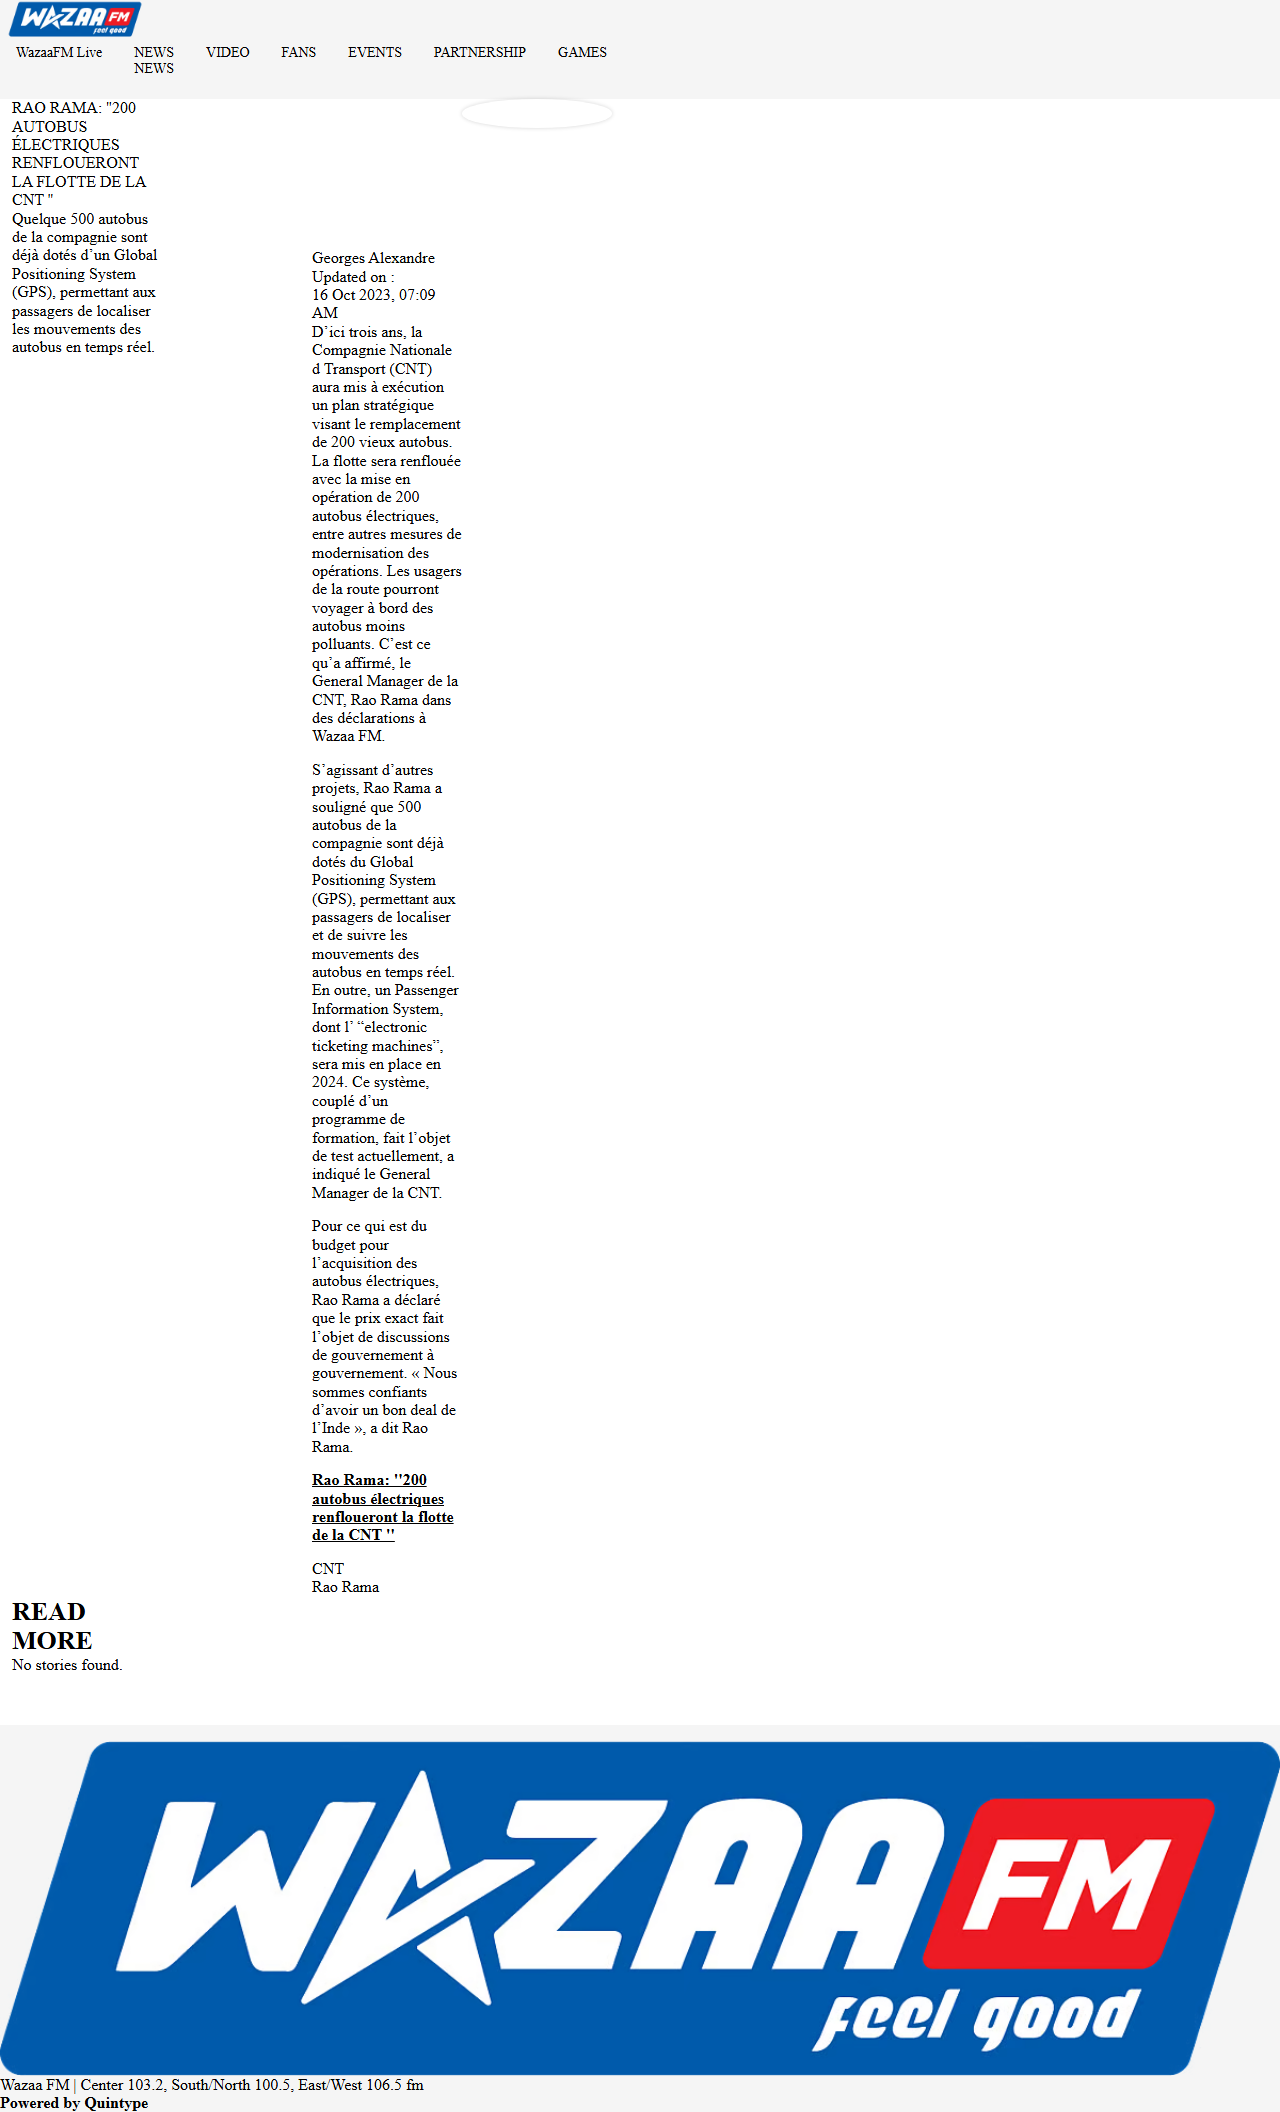 WAZAA FM
feel good
WazaaFM Live NEWS VIDEO FANS EVENTS PARTNERSHIP GAMES
NEWS
RAO RAMA: "200
AUTOBUS
ÉLECTRIQUES
RENFLOUERONT
LA FLOTTE DE LA
CNT "
Quelque 500 autobus
de la compagnie sont
déjà dotés d’un Global
Positioning System
(GPS), permettant aux
passagers de localiser
les mouvements des
autobus en temps réel.
Georges Alexandre
Updated on :
16 Oct 2023, 07:09
AM
D’ici trois ans, la
Compagnie Nationale
d Transport (CNT)
aura mis à exécution
un plan stratégique
visant le remplacement
de 200 vieux autobus.
La flotte sera renflouée
avec la mise en
opération de 200
autobus électriques,
entre autres mesures de
modernisation des
opérations. Les usagers
de la route pourront
voyager à bord des
autobus moins
polluants. C’est ce
qu’a affirmé, le
General Manager de la
CNT, Rao Rama dans
des déclarations à
Wazaa FM.
S’agissant d’autres
projets, Rao Rama a
souligné que 500
autobus de la
compagnie sont déjà
dotés du Global
Positioning System
(GPS), permettant aux
passagers de localiser
et de suivre les
mouvements des
autobus en temps réel.
En outre, un Passenger
Information System,
dont l’ “electronic
ticketing machines”,
sera mis en place en
2024. Ce système,
couplé d’un
programme de
formation, fait l’objet
de test actuellement, a
indiqué le General
Manager de la CNT.
Pour ce qui est du
budget pour
l’acquisition des
autobus électriques,
Rao Rama a déclaré
que le prix exact fait
l’objet de discussions
de gouvernement à
gouvernement. « Nous
sommes confiants
d’avoir un bon deal de
l’Inde », a dit Rao
Rama.
Rao Rama: "200
autobus électriques
renfloueront la flotte
de la CNT "
CNT
Rao Rama
READ
MORE
No stories found.
WAZAA FM
feel good
Wazaa FM | Center 103.2, South/North 100.5, East/West 106.5 fm
Powered by Quintype